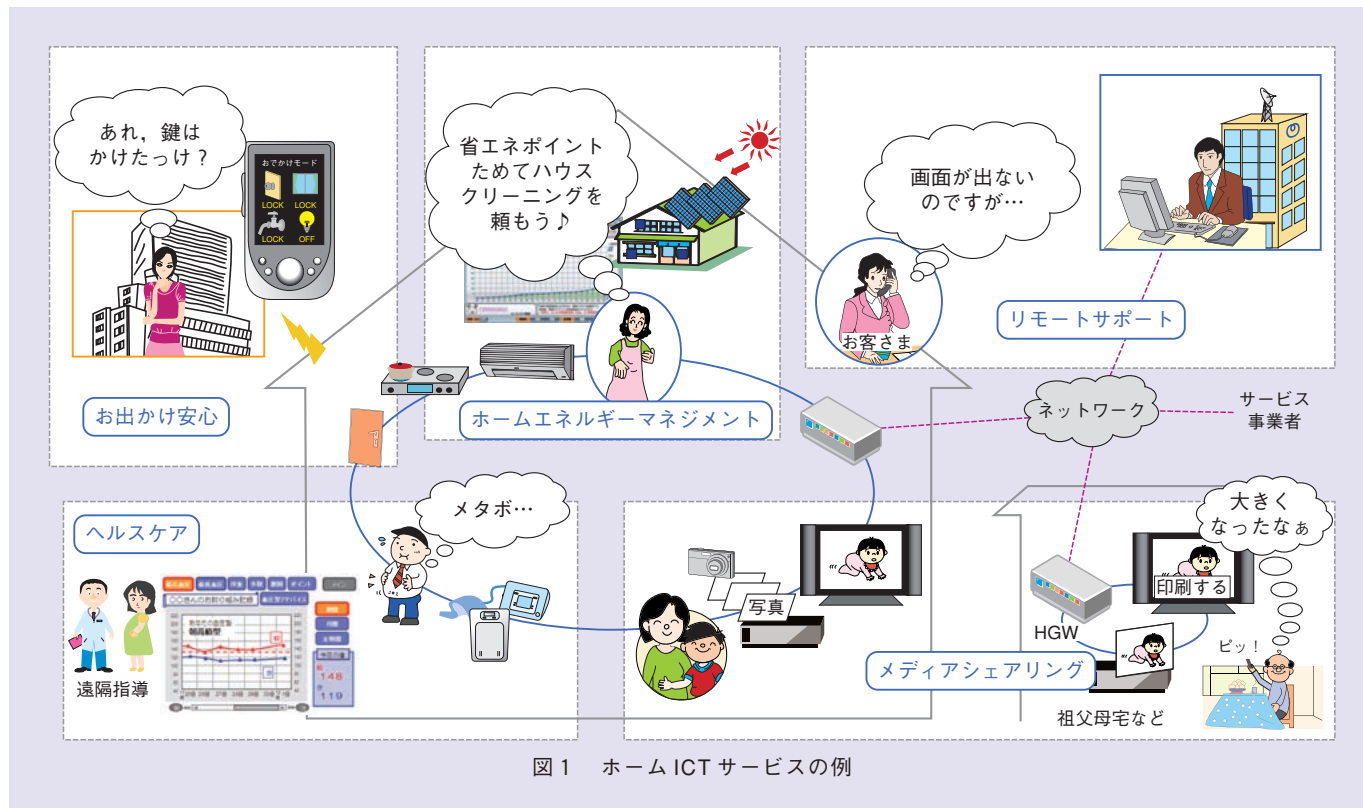 あれ，鍵は
かけたっけ？
おでかけモード
LOCK LOCK
LOCK OFF
お出かけ安心
省エネポイント
ためてハウス
クリーニングを
頼もう♪
ホームエネルギーマネジメント
画面が出ない
のですが…
お客さま
リモートサポート
ネットワーク
サービス
事業者
ヘルスケア
遠隔指導
朝高血型
148
119
メタボ…
写真
メディアシェアリング
大きく
なったなぁ
印刷する
HGW
ピッ！
祖父母宅など
図1　ホームICTサービスの例